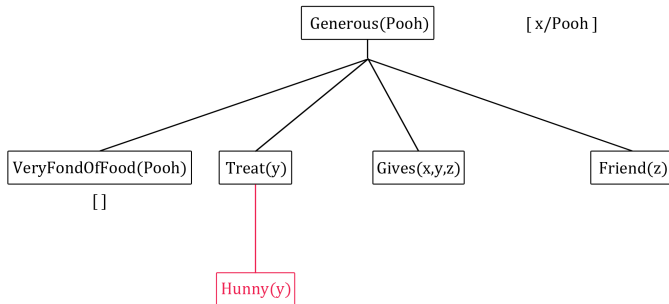 Generous(Pooh)
[ x/Pooh ]
VeryFondOfFood(Pooh)
Treat(y)
Gives(x,y,z)
Friend(z)
[ ]
Hunny(y)